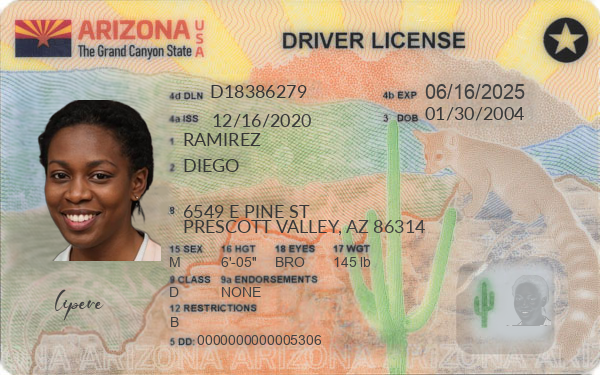 ARIZONA USA
The Grand Canyon State
DRIVER LICENSE
4d DLN D18386279
4b EXP 06/16/2025
4a ISS 12/16/2020
3 DOB 01/30/2004
1 RAMIREZ
2 DIEGO
8 6549 E PINE ST
PRESCOTT VALLEY, AZ 86314
15 SEX 16 HGT 18 EYES 17 WGT
M 6'-05" BRO 145 lb
9 CLASS 9a ENDORSEMENTS
D NONE
12 RESTRICTIONS
B
5 DD: 0000000000005306
ARIZONA ARIZONA ARIZONA ARIZONA